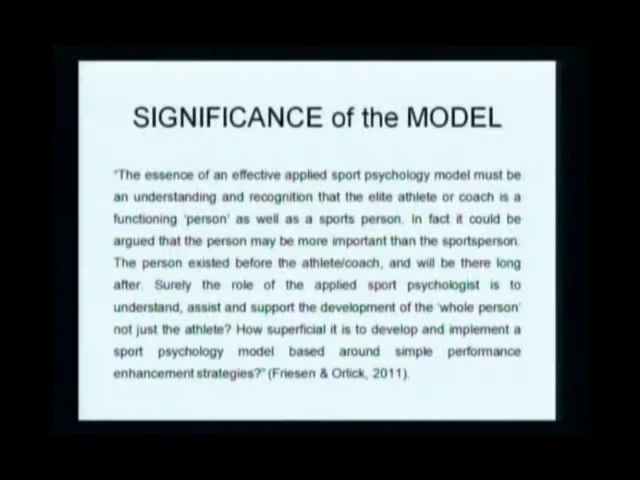 SIGNIFICANCE of the MODEL
"The essence of an effective applied sport psychology model must be
an understanding and recognition that the elite athlete or coach is a
functioning 'person' as well as a sports person. In fact it could be
argued that the person may be more important than the sportsperson.
The person existed before the athlete/coach, and will be there long
after. Surely the role of the applied sport psychologist is to
understand, assist and support the development of the 'whole person'
not just the athlete? How superficial it is to develop and implement a
sport psychology model based around simple performance
enhancement strategies?" (Friesen & Orlick, 2011).